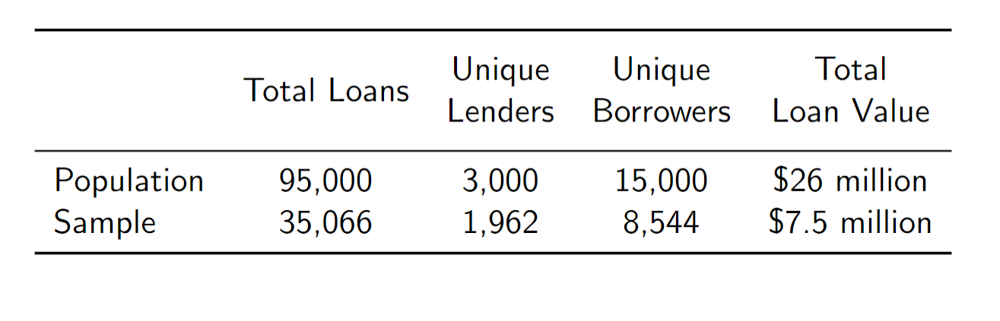 Total Loans Unique Lenders Unique Borrowers Total Loan Value
Population 95,000 3,000 15,000 $26 million
Sample 35,066 1,962 8,544 $7.5 million